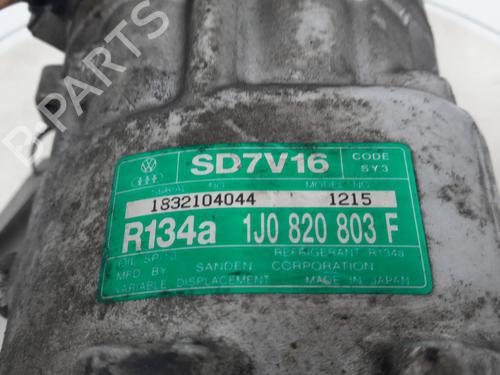 B-PARTS
SD7V16 CODE SY3
SERIAL NO. MODEL NO.
1832104044 1215
R134a 1J0 820 803 F
OIL SP-10 REFRIGERANT R134a
MFD BY SANDEN CORPORATION
VARIABLE DISPLACEMENT MADE IN JAPAN